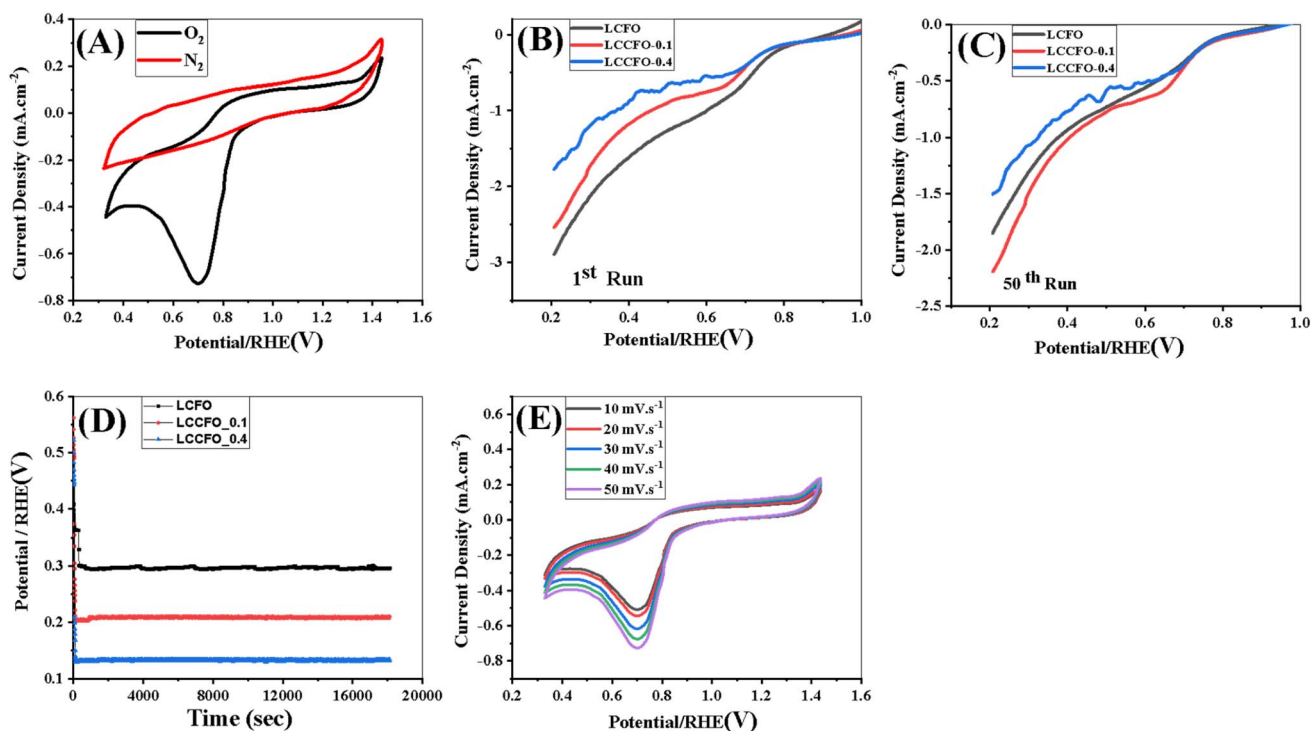 (A)
O₂
N₂
Current Density (mA.cm⁻²)
0.4
0.2
0.0
-0.2
-0.4
-0.6
-0.8
0.2 0.4 0.6 0.8 1.0 1.2 1.4 1.6
Potential/RHE(V)
(B)
LCFO
LCCFO-0.1
LCCFO-0.4
Current Density (mA.cm⁻²)
1
0
-1
-2
-3
1ˢᵗ Run
0.2 0.4 0.6 0.8 1.0
Potential/RHE(V)
(C)
LCFO
LCCFO-0.1
LCCFO-0.4
Current Density (mA.cm⁻²)
0.0
-0.5
-1.0
-1.5
-2.0
-2.5
50 ᵗʰ Run
0.2 0.4 0.6 0.8 1.0
Potential/RHE(V)
(D)
LCFO
LCCFO_0.1
LCCFO_0.4
Potential / RHE(V)
0.6
0.5
0.4
0.3
0.2
0.1
0 4000 8000 12000 16000 20000
Time (sec)
(E)
10 mV.s⁻¹
20 mV.s⁻¹
30 mV.s⁻¹
40 mV.s⁻¹
50 mV.s⁻¹
Current Density (mA.cm⁻²)
0.6
0.4
0.2
0.0
-0.2
-0.4
-0.6
-0.8
0.2 0.4 0.6 0.8 1.0 1.2 1.4 1.6
Potential/RHE(V)